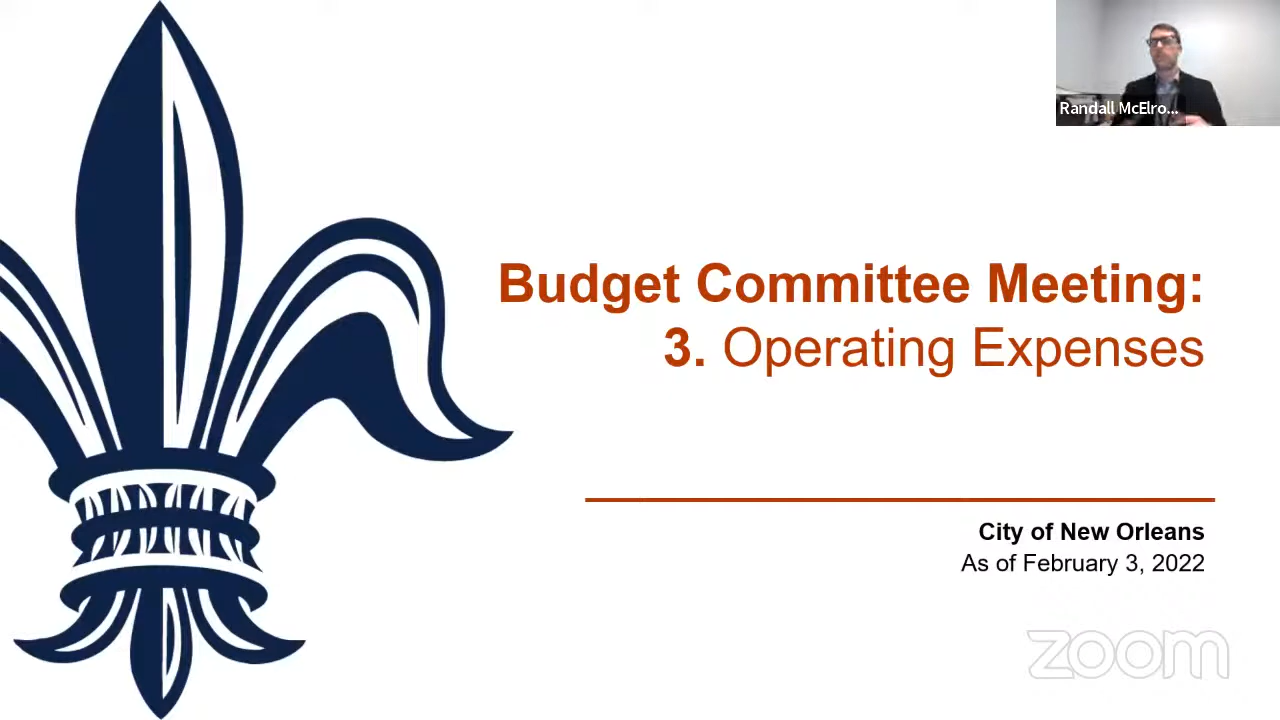 Randall McElro...
Budget Committee Meeting:
3. Operating Expenses
City of New Orleans
As of February 3, 2022
zoom